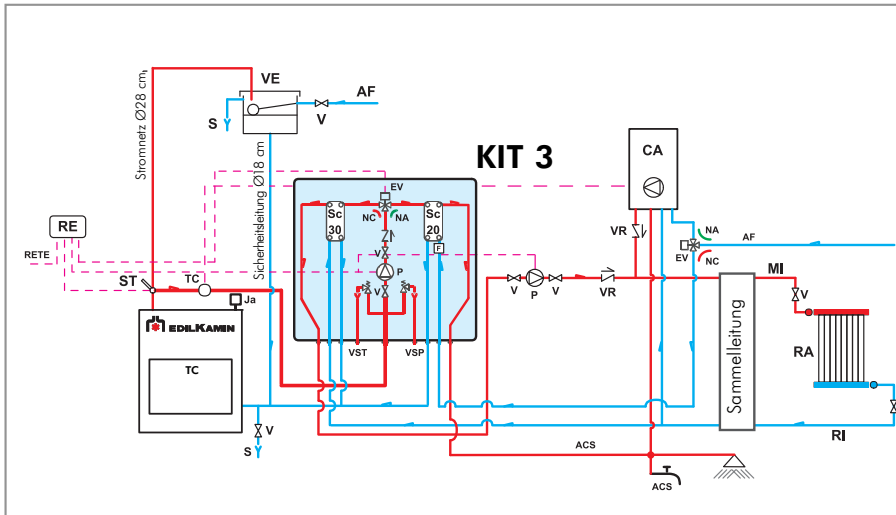 Stromnetz Ø28 cm,
VE
AF
S
V
Sicherheitsleitung Ø18 cm
KIT 3
CA
EV
Sc
30
NC
NA
Sc
20
F
V
P
V
VST
VSP
RE
RETE
ST
TC
Ja
EDILKAMIN
TC
V
S
V
P
V
VR
VR
EV
NA
NC
AF
MI
V
RA
Sammelleitung
RI
V
ACS
ACS